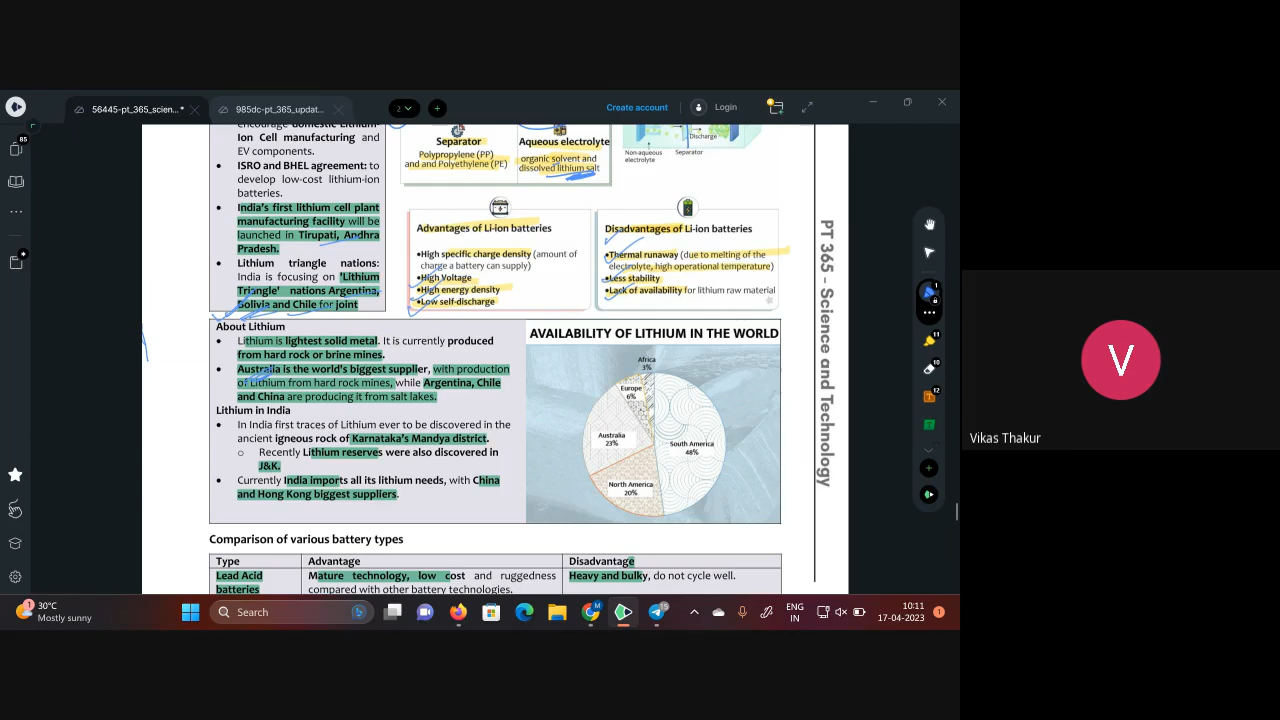 56445-pt_365_scien...*
985dc-pt_365_updat...
2
Create account
Login
85
encourage domestic Lithium-
Ion Cell manufacturing and
EV components.
ISRO and BHEL agreement: to
develop low-cost lithium-ion
batteries.
India's first lithium cell plant
manufacturing facility will be
launched in Tirupati, Andhra
Pradesh.
Lithium triangle nations:
India is focusing on 'Lithium
Triangle' nations Argentina,
Bolivia and Chile for joint
Separator
Polypropylene (PP)
and and Polyethylene (PE)
Aqueous electrolyte
organic solvent and
dissolved lithium salt
Discharge
Non-aqueous
electrolyte
Separator
Advantages of Li-ion batteries
•High specific charge density (amount of
charge a battery can supply)
•High Voltage
•High energy density
•Low self-discharge
Disadvantages of Li-ion batteries
•Thermal runaway (due to melting of the
electrolyte, high operational temperature)
•Less stability
•Lack of availability for lithium raw material
About Lithium
Lithium is lightest solid metal. It is currently produced
from hard rock or brine mines.
Australia is the world's biggest supplier, with production
of Lithium from hard rock mines, while Argentina, Chile
and China are producing it from salt lakes.
Lithium in India
In India first traces of Lithium ever to be discovered in the
ancient igneous rock of Karnataka's Mandya district.
o Recently Lithium reserves were also discovered in
J&K.
Currently India imports all its lithium needs, with China
and Hong Kong biggest suppliers.
AVAILABILITY OF LITHIUM IN THE WORLD
Africa
3%
Europe
6%
Australia
23%
South America
48%
North America
20%
Comparison of various battery types
Type
Advantage
Disadvantage
Lead Acid
batteries
Mature technology, low cost and ruggedness
compared with other battery technologies.
Heavy and bulky, do not cycle well.
PT 365 - Science and Technology
1
11
10
12
T
V
Vikas Thakur
1
30°C
Mostly sunny
Search
M
15
ENG
IN
10:11
17-04-2023
1